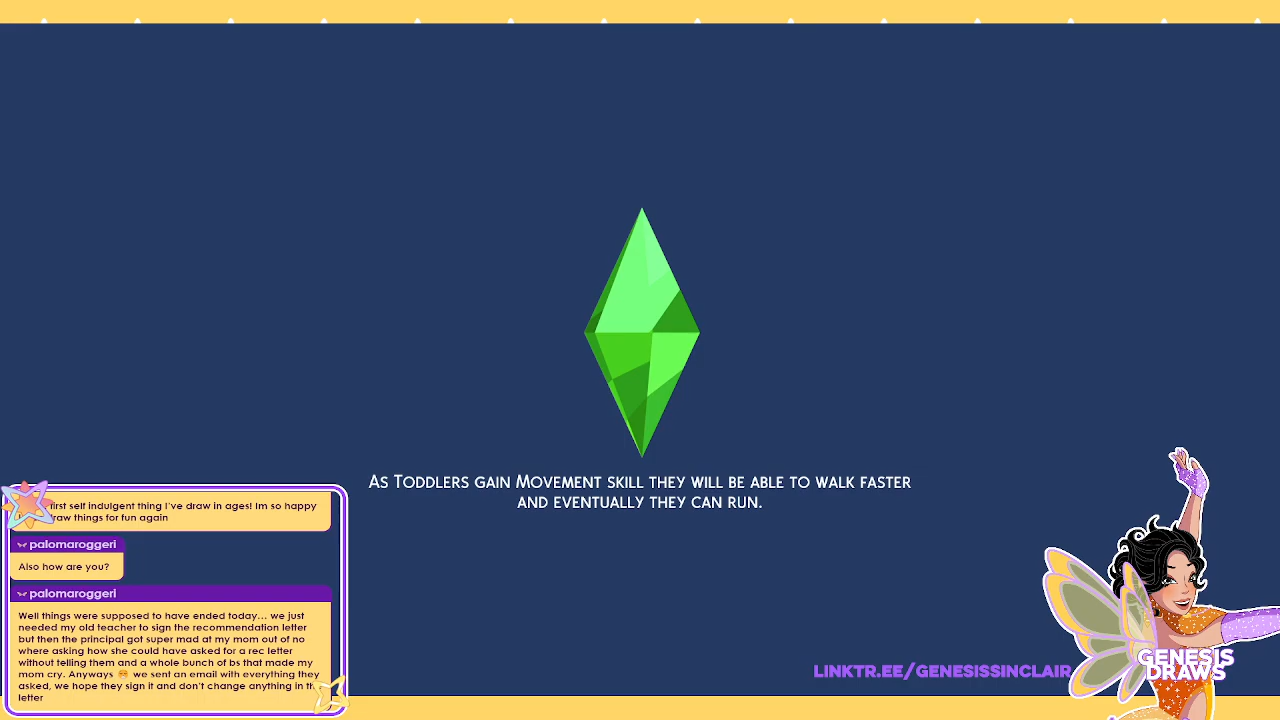 As Toddlers gain Movement skill they will be able to walk faster
and eventually they can run.
irst self indulgent thing I've draw in ages! Im so happy
raw things for fun again
palomaroggeri
Also how are you?
palomaroggeri
Well things were supposed to have ended today... we just
needed my old teacher to sign the recommendation letter
but then the principal got super mad at my mom out of no
where asking how she could have asked for a rec letter
without telling them and a whole bunch of bs that made my
mom cry. Anyways 😁 we sent an email with everything they
asked, we hope they sign it and don't change anything in th
letter
LINKTR.EE/GENESISSINCLAIR
GENESIS
DRAWS